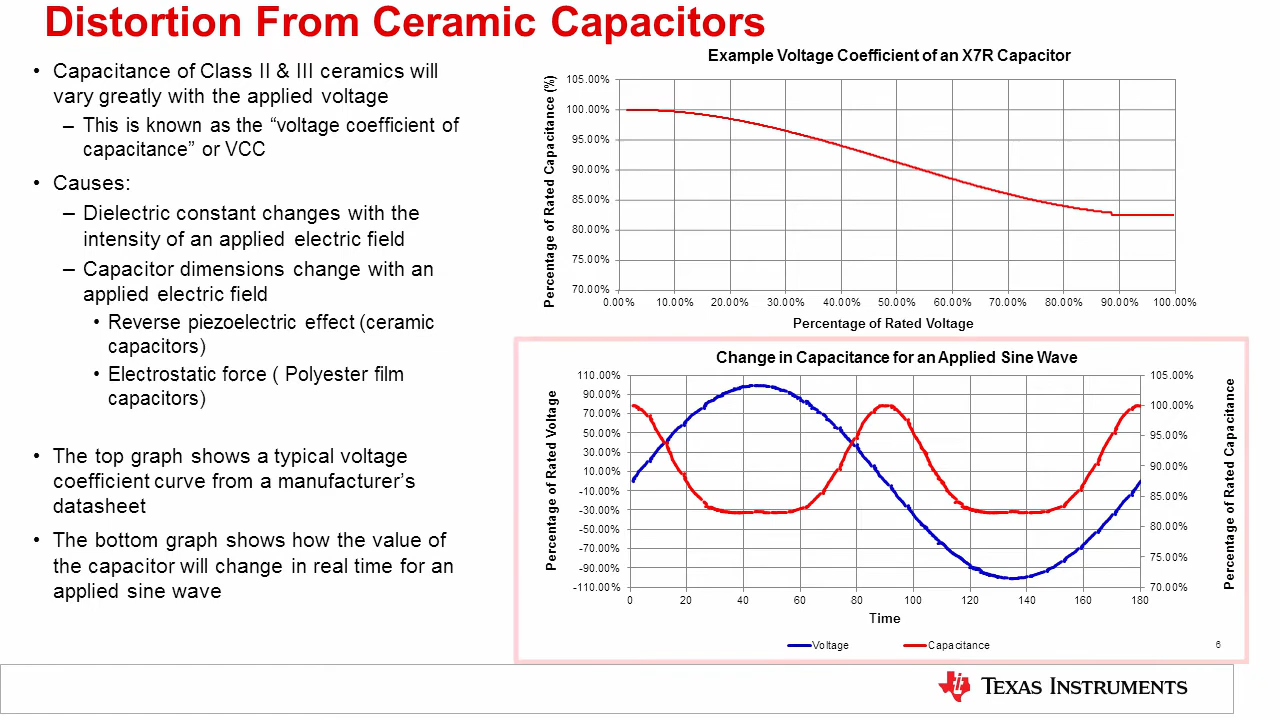 Distortion From Ceramic Capacitors
• Capacitance of Class II & III ceramics will
vary greatly with the applied voltage
– This is known as the “voltage coefficient of
capacitance” or VCC
• Causes:
– Dielectric constant changes with the
intensity of an applied electric field
– Capacitor dimensions change with an
applied electric field
• Reverse piezoelectric effect (ceramic
capacitors)
• Electrostatic force ( Polyester film
capacitors)
• The top graph shows a typical voltage
coefficient curve from a manufacturer’s
datasheet
• The bottom graph shows how the value of
the capacitor will change in real time for an
applied sine wave
Example Voltage Coefficient of an X7R Capacitor
Percentage of Rated Capacitance (%)
105.00%
100.00%
95.00%
90.00%
85.00%
80.00%
75.00%
70.00%
0.00% 10.00% 20.00% 30.00% 40.00% 50.00% 60.00% 70.00% 80.00% 90.00% 100.00%
Percentage of Rated Voltage
Change in Capacitance for an Applied Sine Wave
Percentage of Rated Voltage
110.00%
90.00%
70.00%
50.00%
30.00%
10.00%
-10.00%
-30.00%
-50.00%
-70.00%
-90.00%
-110.00%
105.00%
100.00%
95.00%
90.00%
85.00%
80.00%
75.00%
70.00%
Percentage of Rated Capacitance
0 20 40 60 80 100 120 140 160 180
Time
Voltage Capacitance
6
TEXAS INSTRUMENTS